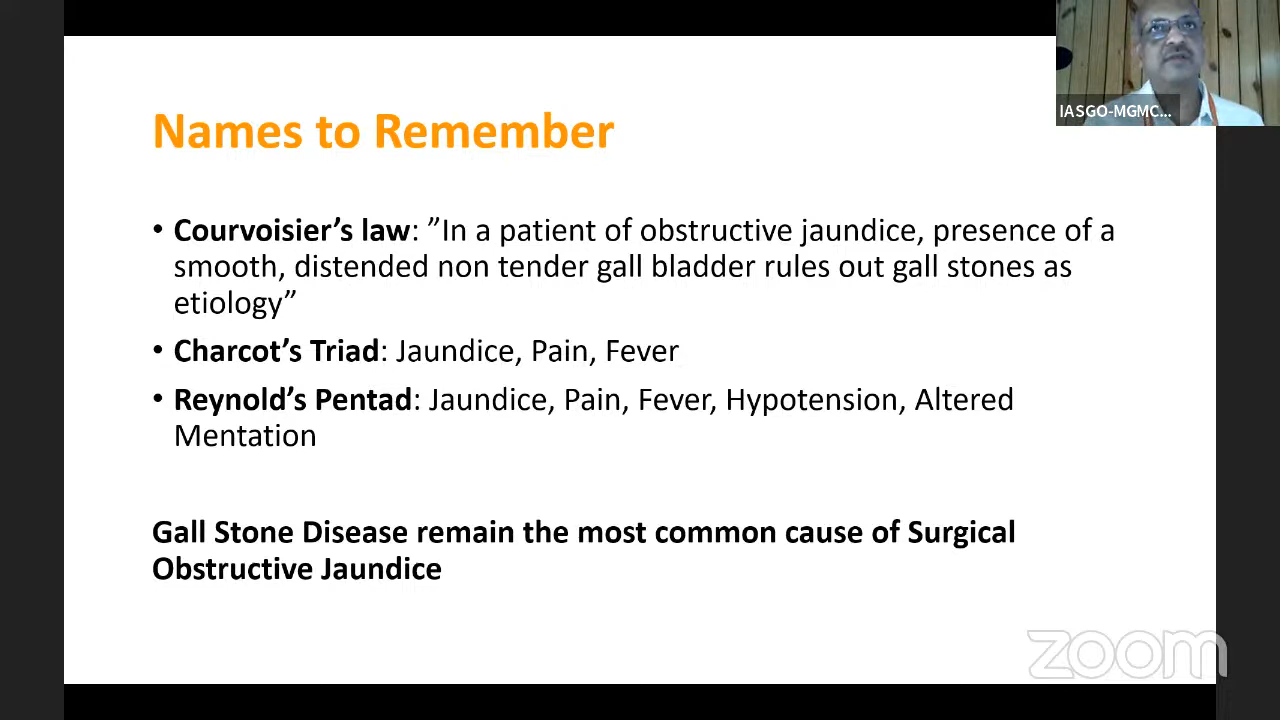 Names to Remember
• Courvoisier’s law: ”In a patient of obstructive jaundice, presence of a
smooth, distended non tender gall bladder rules out gall stones as
etiology”
• Charcot’s Triad: Jaundice, Pain, Fever
• Reynold’s Pentad: Jaundice, Pain, Fever, Hypotension, Altered
Mentation
Gall Stone Disease remain the most common cause of Surgical
Obstructive Jaundice
IASGO-MGMC...
zoom